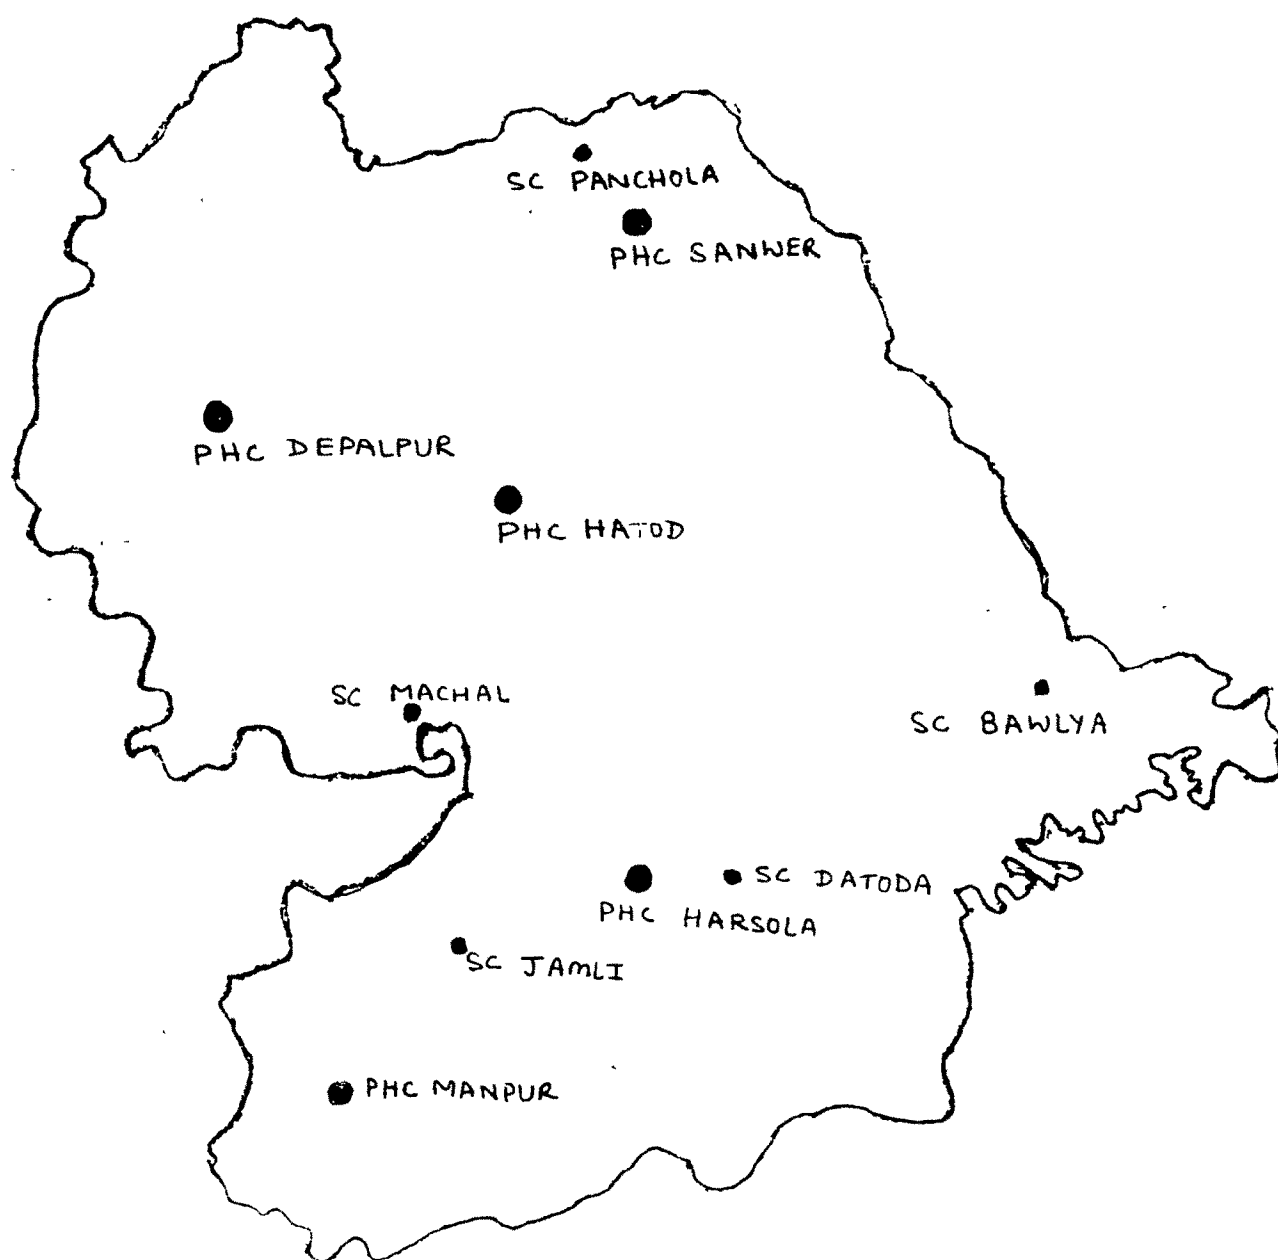 SC PANCHOLA
PHC SANWER
PHC DEPALPUR
PHC HATOD
SC MACHAL
SC BAWLYA
SC DATODA
PHC HARSOLA
SC JAMLI
PHC MANPUR